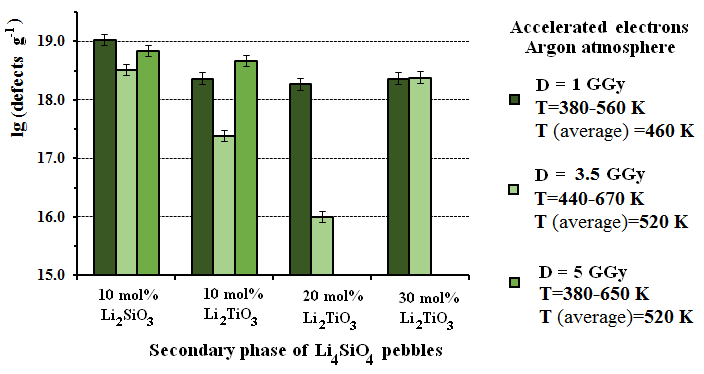 lg (defects g⁻¹)
19.0
18.0
17.0
16.0
15.0
10 mol%
Li₂SiO₃
10 mol%
Li₂TiO₃
20 mol%
Li₂TiO₃
30 mol%
Li₂TiO₃
Secondary phase of Li₄SiO₄ pebbles
Accelerated electrons
Argon atmosphere
D = 1 GGy
T=380-560 K
T (average) =460 K
D = 3.5 GGy
T=440-670 K
T (average)=520 K
D = 5 GGy
T=380-650 K
T (average)=520 K